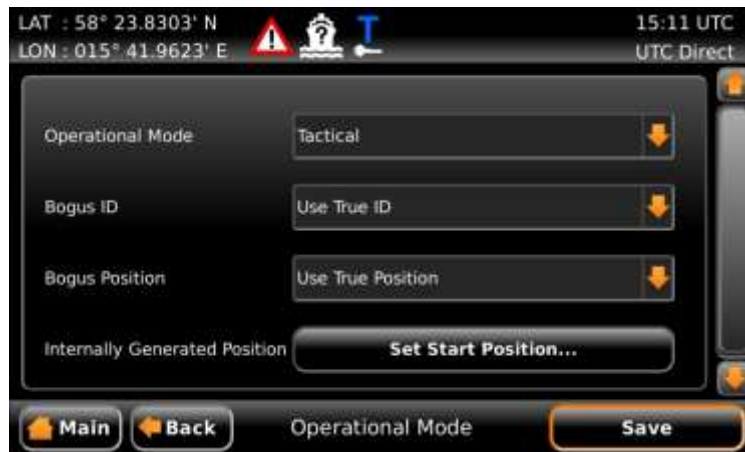 LAT : 58° 23.8303' N
LON : 015° 41.9623' E
15:11 UTC
UTC Direct
Operational Mode Tactical
Bogus ID Use True ID
Bogus Position Use True Position
Internally Generated Position Set Start Position...
Main Back Operational Mode Save